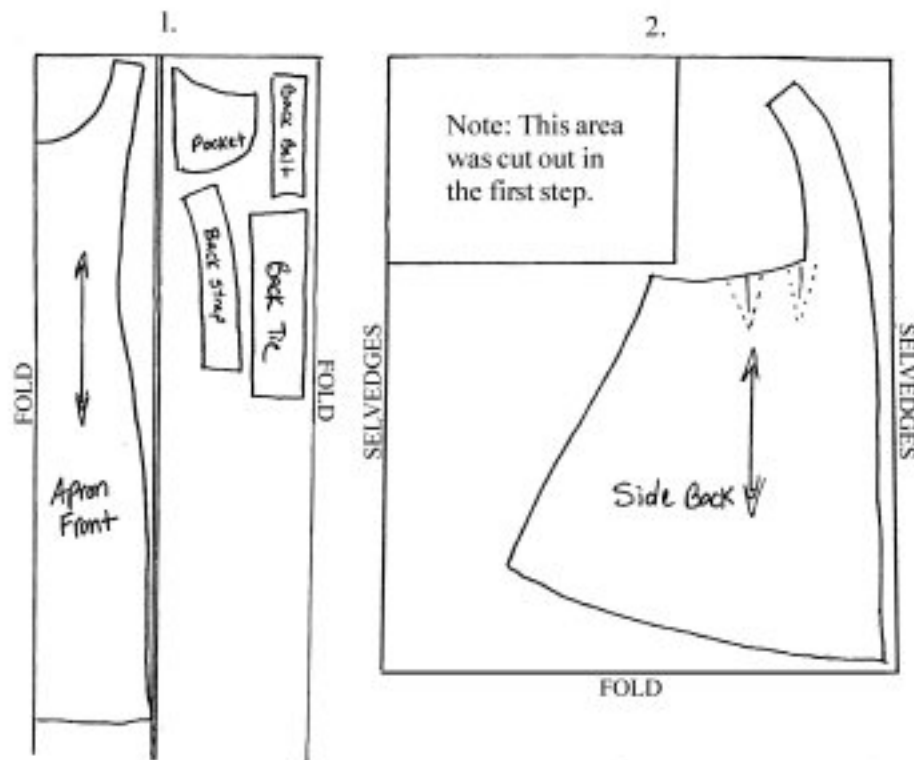 1.
FOLD
Apron
Front
Pocket
Back Belt
Back Strap
Back Tie
FOLD
2.
Note: This area
was cut out in
the first step.
SELVEDGES
Side Back
SELVEDGES
FOLD